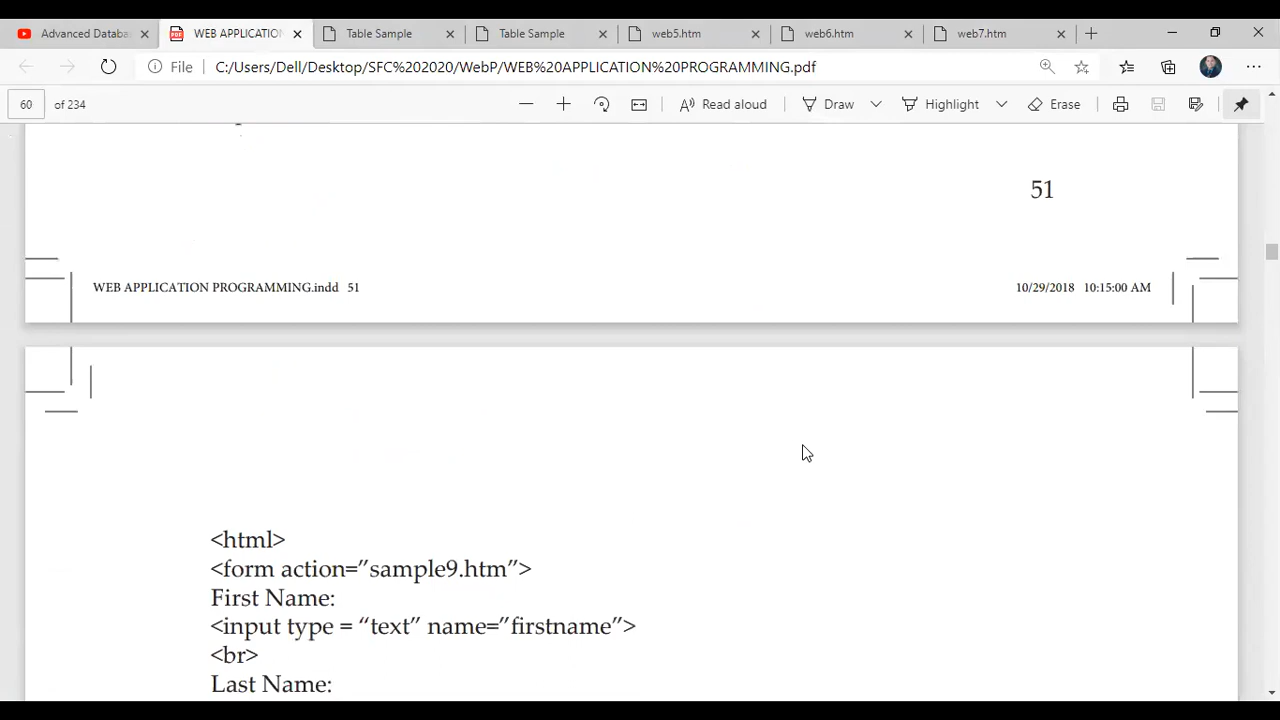 Advanced Databa
WEB APPLICATION
Table Sample
Table Sample
web5.htm
web6.htm
web7.htm
File
C:/Users/Dell/Desktop/SFC%202020/WebP/WEB%20APPLICATION%20PROGRAMMING.pdf
60 of 234
Read aloud
Draw
Highlight
Erase
51
WEB APPLICATION PROGRAMMING.indd 51
10/29/2018 10:15:00 AM
<html>
<form action=”sample9.htm”>
First Name:
<input type = “text” name=”firstname”>
<br>
Last Name: